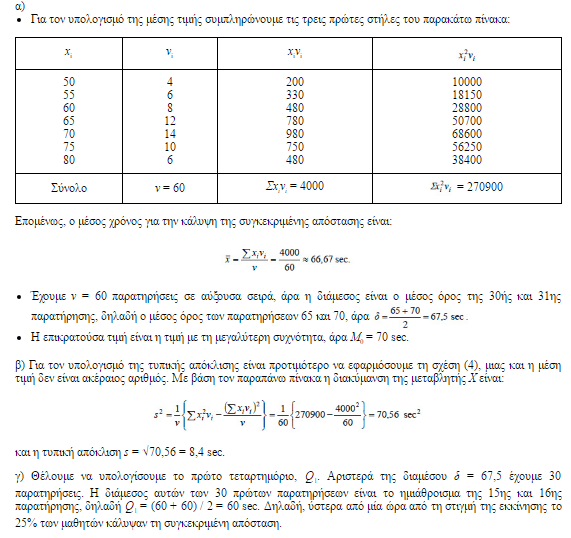 α)
• Για τον υπολογισμό της μέσης τιμής συμπληρώνουμε τις τρεις πρώτες στήλες του παρακάτω πίνακα:
xᵢ νᵢ xᵢνᵢ xᵢ²νᵢ
50 4 200 10000
55 6 330 18150
60 8 480 28800
65 12 780 50700
70 14 980 68600
75 10 750 56250
80 6 480 38400
Σύνολο ν = 60 Σxᵢνᵢ = 4000 Σxᵢ²νᵢ = 270900
Επομένως, ο μέσος χρόνος για την κάλυψη της συγκεκριμένης απόστασης είναι:
x̄ = Σxᵢνᵢ/ν = 4000/60 ≈ 66,67 sec.
• Έχουμε ν = 60 παρατηρήσεις σε αύξουσα σειρά, άρα η διάμεσος είναι ο μέσος όρος της 30ής και 31ης
παρατήρησης, δηλαδή ο μέσος όρος των παρατηρήσεων 65 και 70, άρα δ = (65+70)/2 = 67,5 sec.
• Η επικρατούσα τιμή είναι η τιμή με τη μεγαλύτερη συχνότητα, άρα M₀ = 70 sec.
β) Για τον υπολογισμό της τυπικής απόκλισης είναι προτιμότερο να εφαρμόσουμε τη σχέση (4), μιας και η μέση
τιμή δεν είναι ακέραιος αριθμός. Με βάση τον παραπάνω πίνακα η διακύμανση της μεταβλητής X είναι:
s² = 1/ν {Σxᵢ²νᵢ − (Σxᵢνᵢ)²/ν} = 1/60 {270900 − 4000²/60} = 70,56 sec²
και η τυπική απόκλιση s = √70,56 = 8,4 sec.
γ) Θέλουμε να υπολογίσουμε το πρώτο τεταρτημόριο, Q₁. Αριστερά της διαμέσου δ = 67,5 έχουμε 30
παρατηρήσεις. Η διάμεσος αυτών των 30 πρώτων παρατηρήσεων είναι το ημιάθροισμα της 15ης και 16ης
παρατήρησης, δηλαδή Q₁ = (60 + 60) / 2 = 60 sec. Δηλαδή, ύστερα από μία ώρα από τη στιγμή της εκκίνησης το
25% των μαθητών κάλυψαν τη συγκεκριμένη απόσταση.